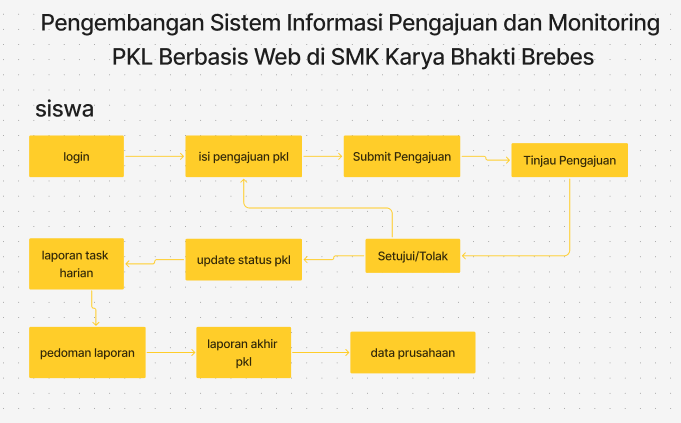 Pengembangan Sistem Informasi Pengajuan dan Monitoring
PKL Berbasis Web di SMK Karya Bhakti Brebes
siswa
login
isi pengajuan pkl
Submit Pengajuan
Tinjau Pengajuan
laporan task
harian
update status pkl
Setujui/Tolak
pedoman laporan
laporan akhir
pkl
data prusahaan